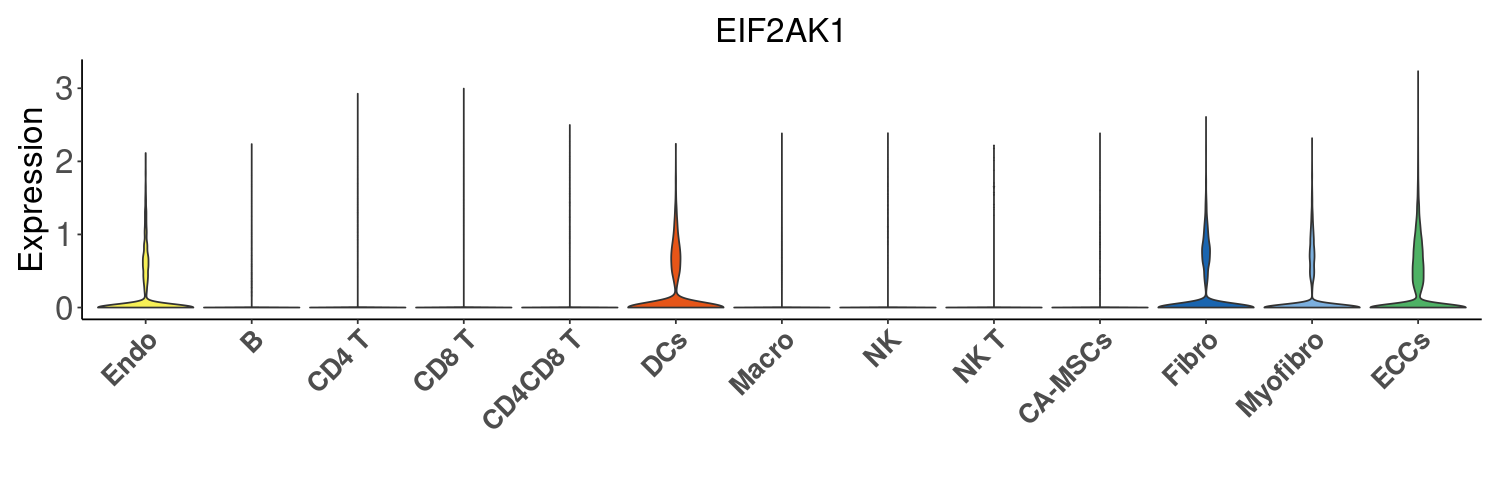 EIF2AK1
Expression
3
2
1
0
Endo
B
CD4 T
CD8 T
CD4CD8 T
DCs
Macro
NK
NK T
CA-MSCs
Fibro
Myofibro
ECCs